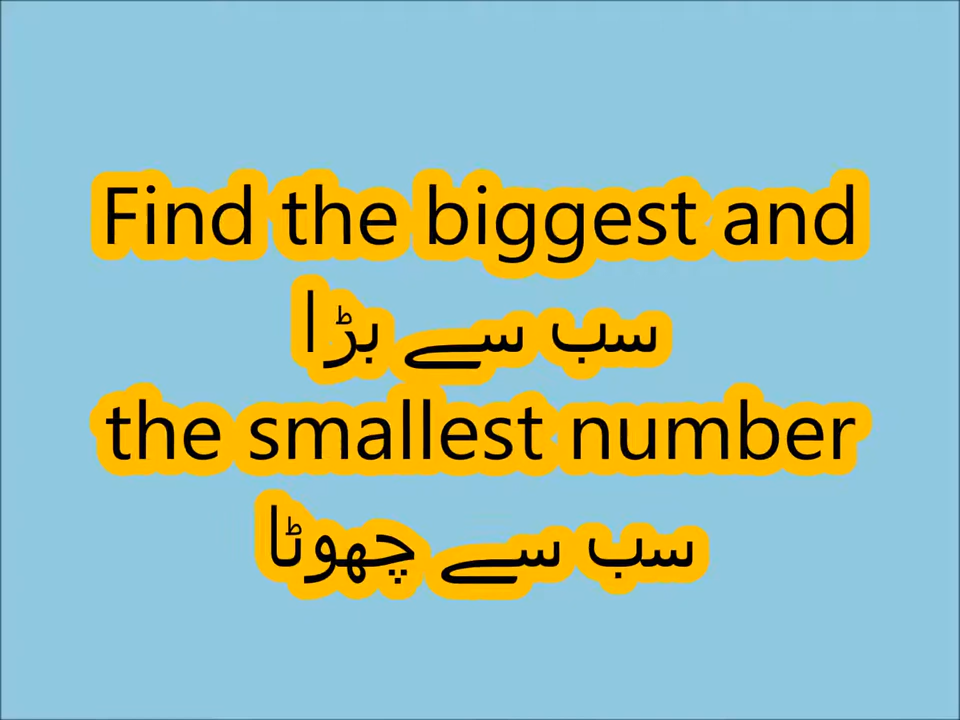 Find the biggest and
سب سے بڑا
the smallest number
سب سے چھوٹا